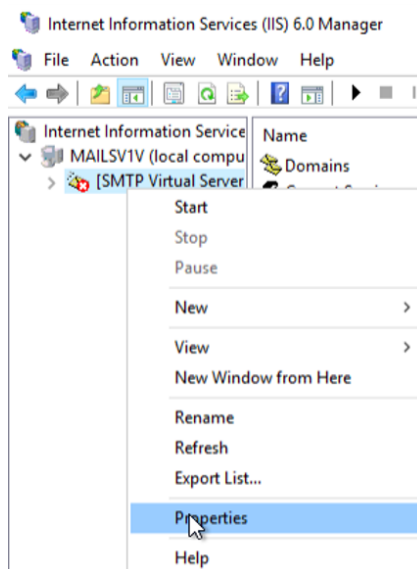 Internet Information Services (IIS) 6.0 Manager
File Action View Window Help
Internet Information Service
MAILSV1V (local compu
[SMTP Virtual Server
Name
Domains
Start
Stop
Pause
New
View
New Window from Here
Rename
Refresh
Export List...
Properties
Help